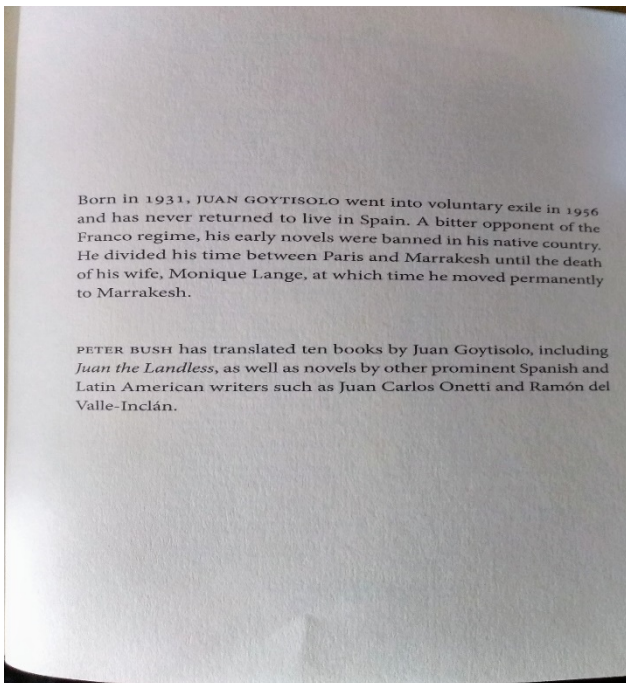 Born in 1931, JUAN GOYTISOLO went into voluntary exile in 1956
and has never returned to live in Spain. A bitter opponent of the
Franco regime, his early novels were banned in his native country.
He divided his time between Paris and Marrakesh until the death
of his wife, Monique Lange, at which time he moved permanently
to Marrakesh.
PETER BUSH has translated ten books by Juan Goytisolo, including
Juan the Landless, as well as novels by other prominent Spanish and
Latin American writers such as Juan Carlos Onetti and Ramón del
Valle-Inclán.